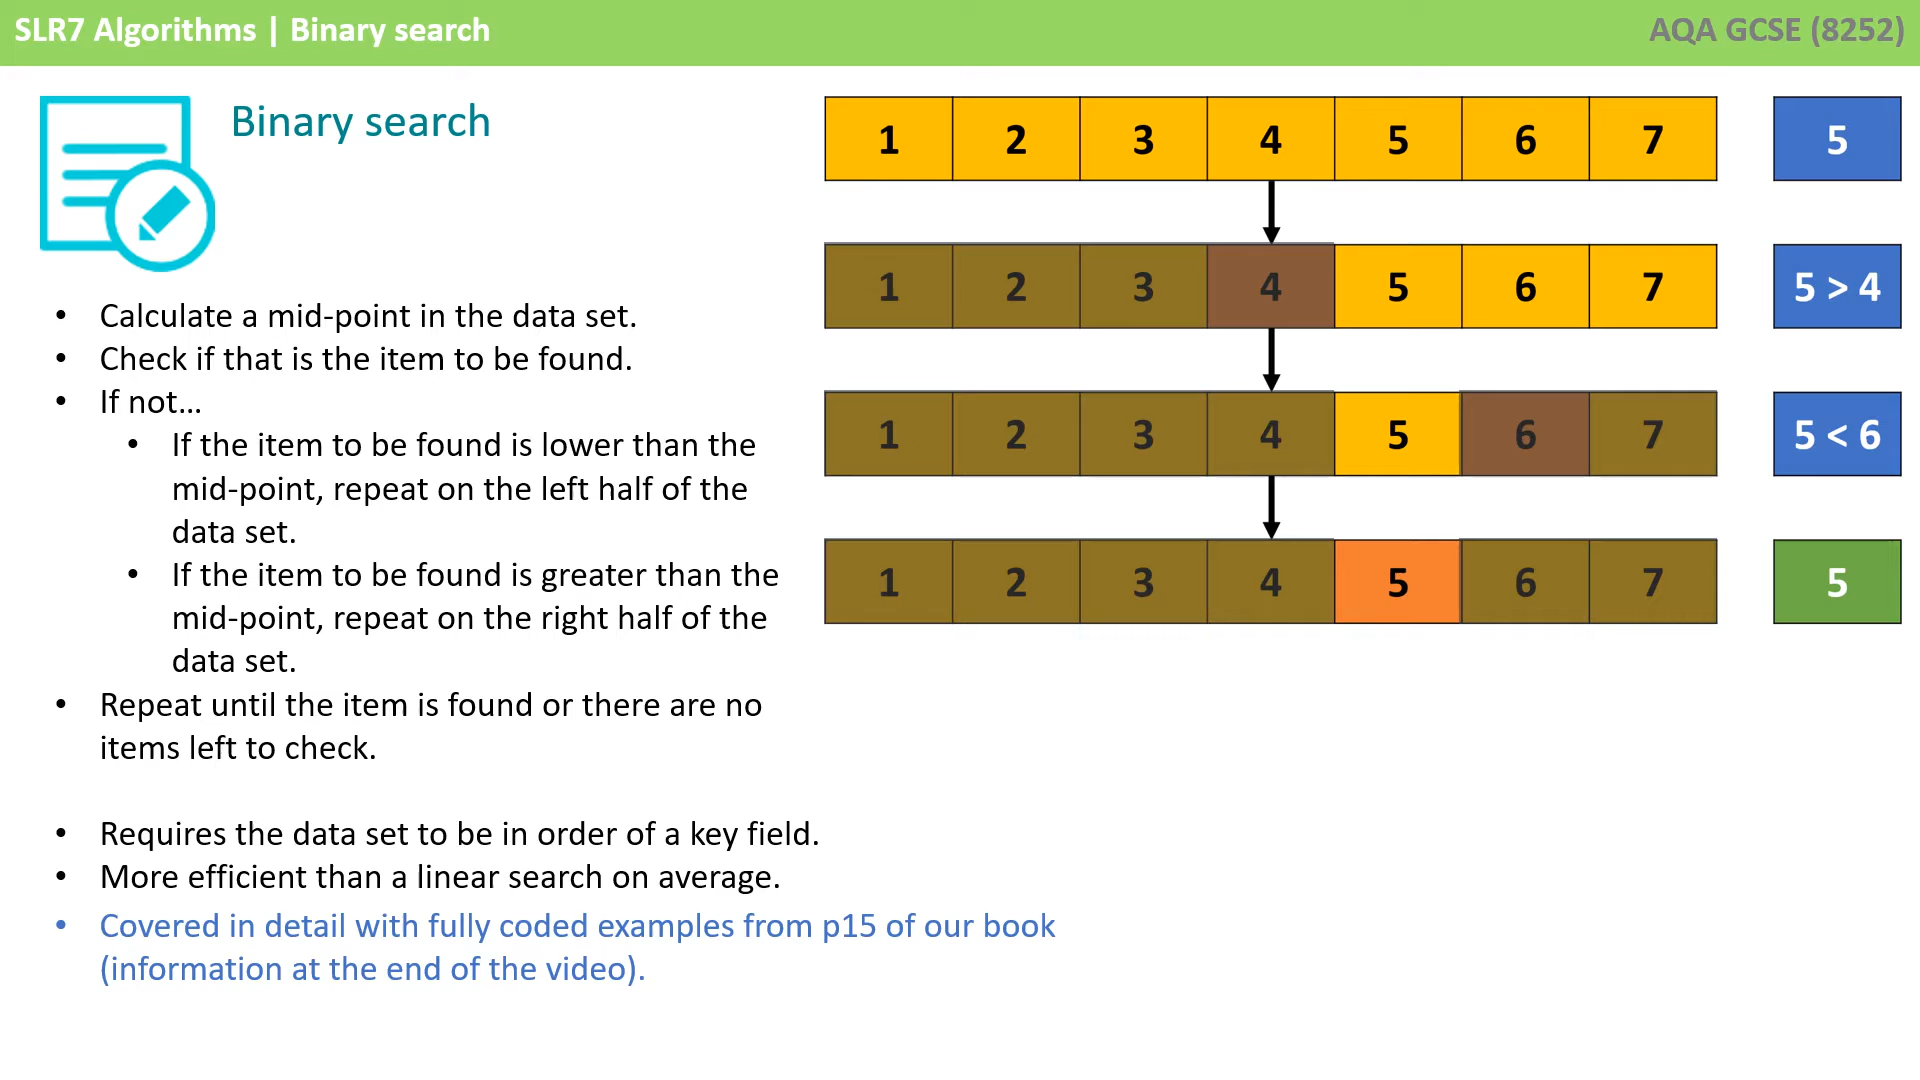 SLR7 Algorithms | Binary search
AQA GCSE (8252)
Binary search
1 2 3 4 5 6 7 5
1 2 3 4 5 6 7 5 > 4
1 2 3 4 5 6 7 5 < 6
1 2 3 4 5 6 7 5
• Calculate a mid-point in the data set.
• Check if that is the item to be found.
• If not...
• If the item to be found is lower than the
mid-point, repeat on the left half of the
data set.
• If the item to be found is greater than the
mid-point, repeat on the right half of the
data set.
• Repeat until the item is found or there are no
items left to check.
• Requires the data set to be in order of a key field.
• More efficient than a linear search on average.
• Covered in detail with fully coded examples from p15 of our book
(information at the end of the video).